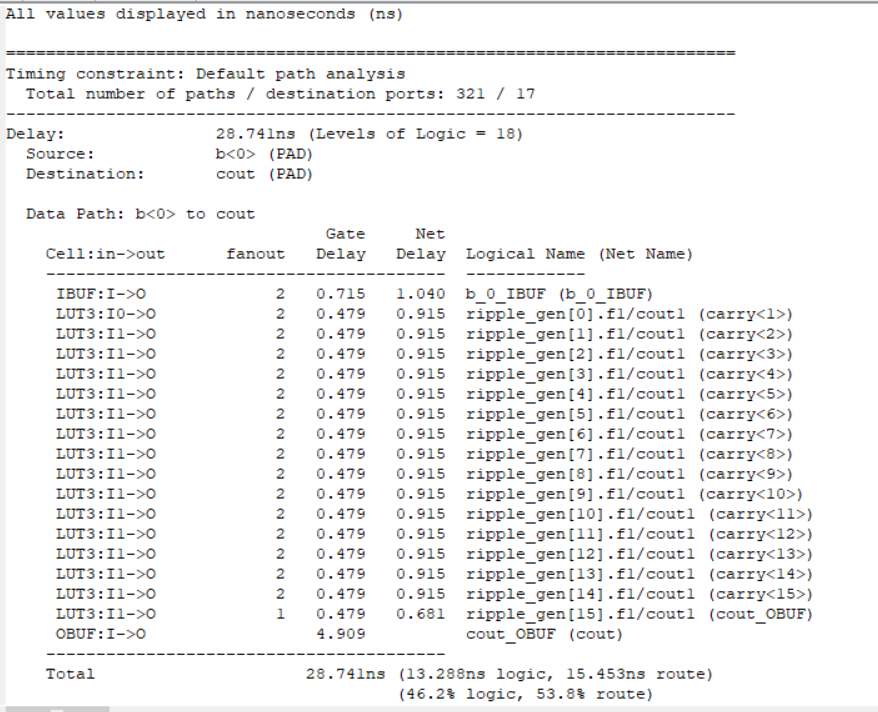 All values displayed in nanoseconds (ns)
=========================================================================
Timing constraint: Default path analysis
  Total number of paths / destination ports: 321 / 17
-------------------------------------------------------------------------
Delay:               28.741ns (Levels of Logic = 18)
  Source:            b<0> (PAD)
  Destination:       cout (PAD)
  Data Path: b<0> to cout
                                Gate     Net
    Cell:in->out      fanout   Delay   Delay  Logical Name (Net Name)
    ----------------------------------------  ------------
     IBUF:I->O             2   0.715   1.040  b_0_IBUF (b_0_IBUF)
     LUT3:I0->O            2   0.479   0.915  ripple_gen[0].f1/cout1 (carry<1>)
     LUT3:I1->O            2   0.479   0.915  ripple_gen[1].f1/cout1 (carry<2>)
     LUT3:I1->O            2   0.479   0.915  ripple_gen[2].f1/cout1 (carry<3>)
     LUT3:I1->O            2   0.479   0.915  ripple_gen[3].f1/cout1 (carry<4>)
     LUT3:I1->O            2   0.479   0.915  ripple_gen[4].f1/cout1 (carry<5>)
     LUT3:I1->O            2   0.479   0.915  ripple_gen[5].f1/cout1 (carry<6>)
     LUT3:I1->O            2   0.479   0.915  ripple_gen[6].f1/cout1 (carry<7>)
     LUT3:I1->O            2   0.479   0.915  ripple_gen[7].f1/cout1 (carry<8>)
     LUT3:I1->O            2   0.479   0.915  ripple_gen[8].f1/cout1 (carry<9>)
     LUT3:I1->O            2   0.479   0.915  ripple_gen[9].f1/cout1 (carry<10>)
     LUT3:I1->O            2   0.479   0.915  ripple_gen[10].f1/cout1 (carry<11>)
     LUT3:I1->O            2   0.479   0.915  ripple_gen[11].f1/cout1 (carry<12>)
     LUT3:I1->O            2   0.479   0.915  ripple_gen[12].f1/cout1 (carry<13>)
     LUT3:I1->O            2   0.479   0.915  ripple_gen[13].f1/cout1 (carry<14>)
     LUT3:I1->O            2   0.479   0.915  ripple_gen[14].f1/cout1 (carry<15>)
     LUT3:I1->O            1   0.479   0.681  ripple_gen[15].f1/cout1 (cout_OBUF)
     OBUF:I->O                 4.909          cout_OBUF (cout)
    ----------------------------------------
    Total                     28.741ns (13.288ns logic, 15.453ns route)
                                       (46.2% logic, 53.8% route)